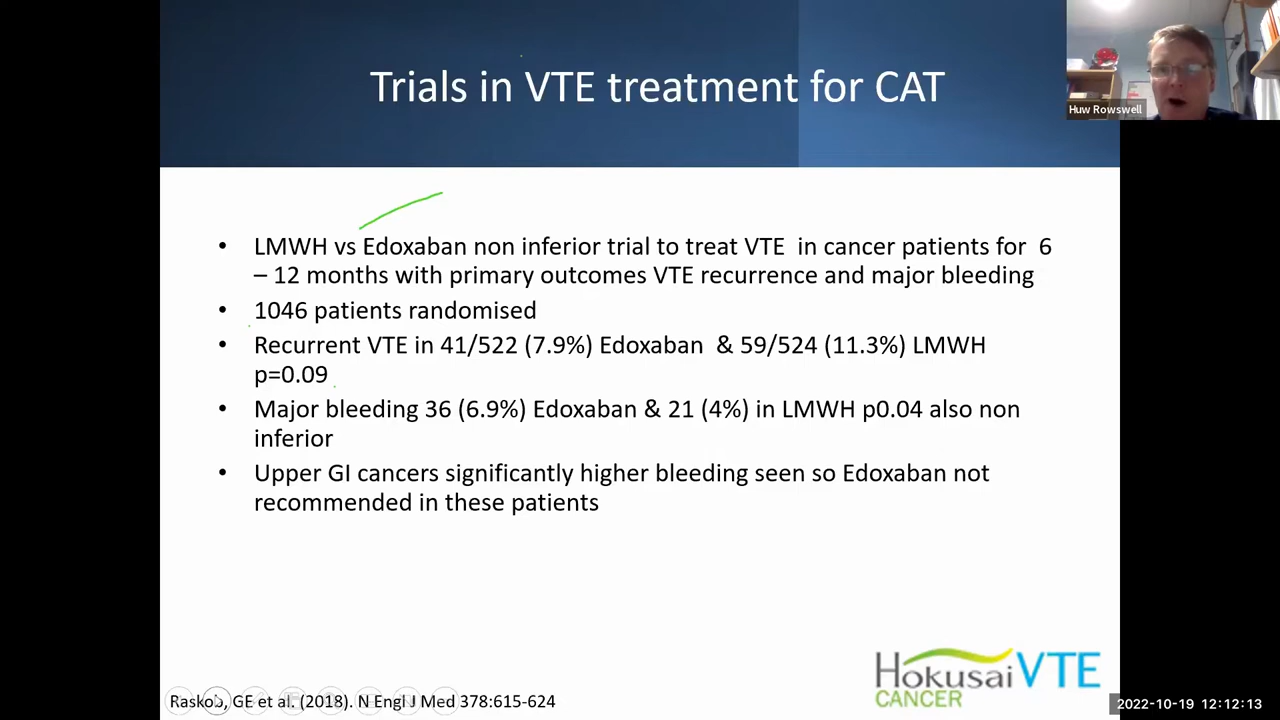 Trials in VTE treatment for CAT
Huw Rowswell
• LMWH vs Edoxaban non inferior trial to treat VTE in cancer patients for 6
– 12 months with primary outcomes VTE recurrence and major bleeding
• 1046 patients randomised
• Recurrent VTE in 41/522 (7.9%) Edoxaban & 59/524 (11.3%) LMWH
p=0.09
• Major bleeding 36 (6.9%) Edoxaban & 21 (4%) in LMWH p0.04 also non
inferior
• Upper GI cancers significantly higher bleeding seen so Edoxaban not
recommended in these patients
Hokusai VTE
CANCER
Raskob, GE et al. (2018). N Engl J Med 378:615-624
2022-10-19 12:12:13